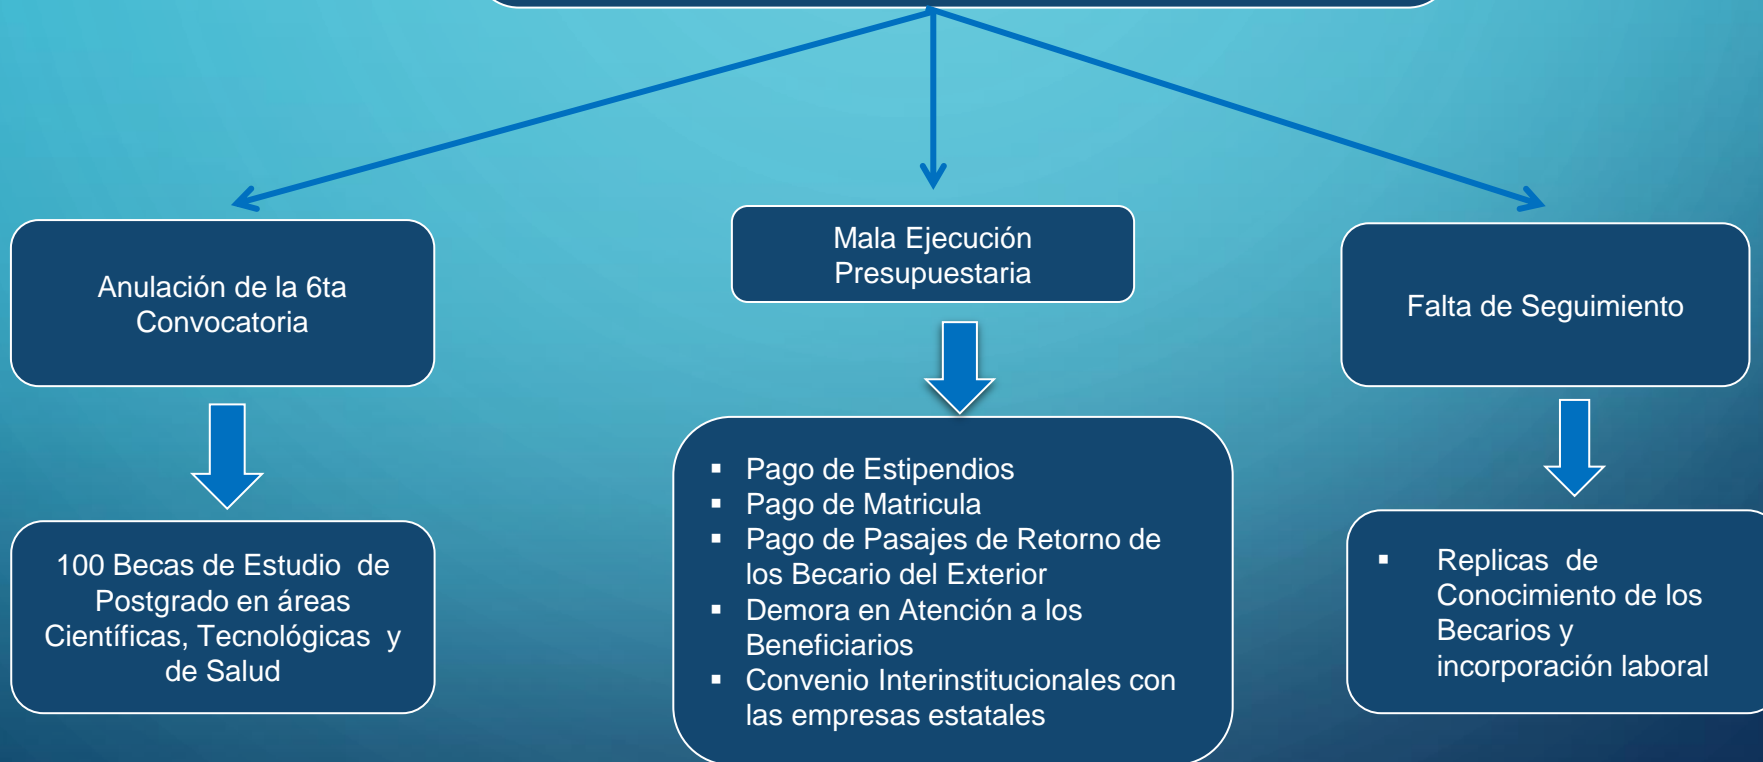 Anulación de la 6ta
Convocatoria
Mala Ejecución
Presupuestaria
Falta de Seguimiento
100 Becas de Estudio de
Postgrado en áreas
Científicas, Tecnológicas y
de Salud
▪ Pago de Estipendios
▪ Pago de Matricula
▪ Pago de Pasajes de Retorno de
los Becario del Exterior
▪ Demora en Atención a los
Beneficiarios
▪ Convenio Interinstitucionales con
las empresas estatales
▪ Replicas de
Conocimiento de los
Becarios y
incorporación laboral